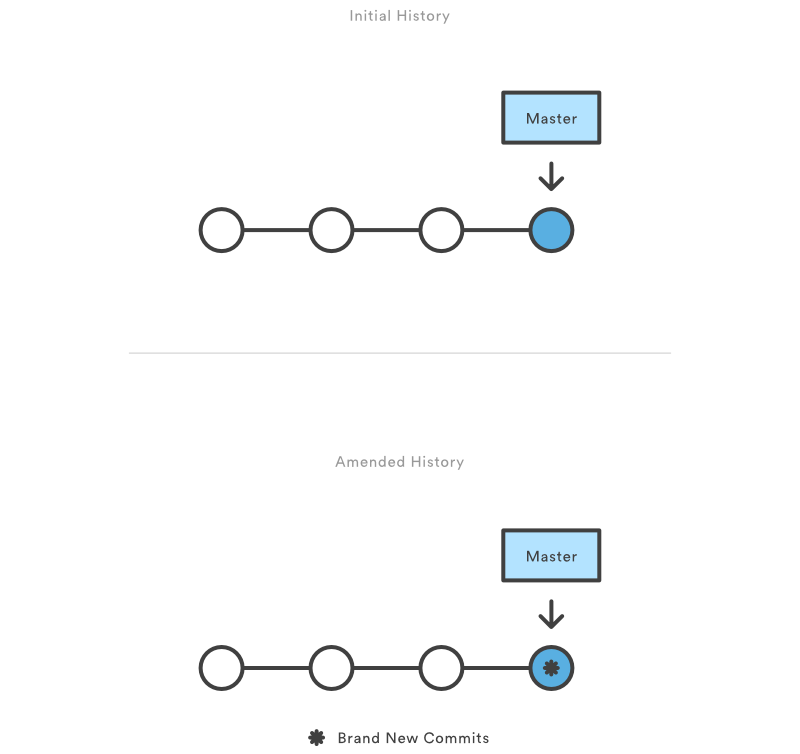 Initial History
Master
Amended History
Master
Brand New Commits